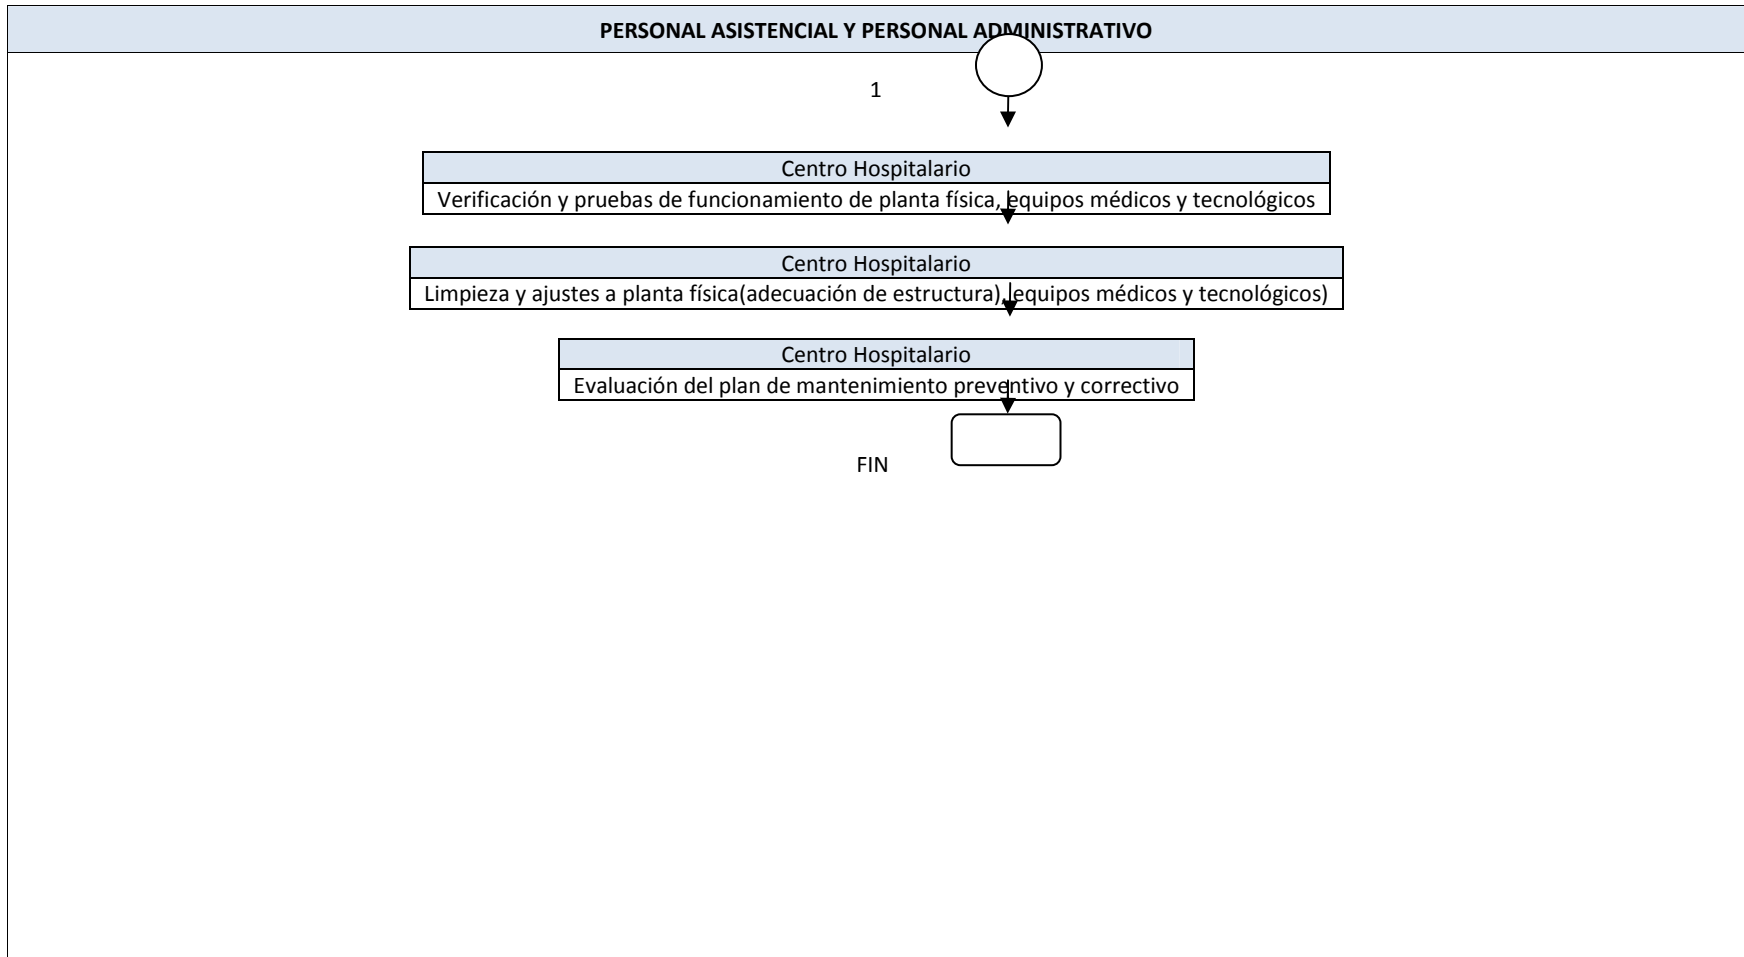 PERSONAL ASISTENCIAL Y PERSONAL ADMINISTRATIVO
1
Centro Hospitalario
Verificación y pruebas de funcionamiento de planta física, equipos médicos y tecnológicos
Centro Hospitalario
Limpieza y ajustes a planta física(adecuación de estructura), equipos médicos y tecnológicos)
Centro Hospitalario
Evaluación del plan de mantenimiento preventivo y correctivo
FIN